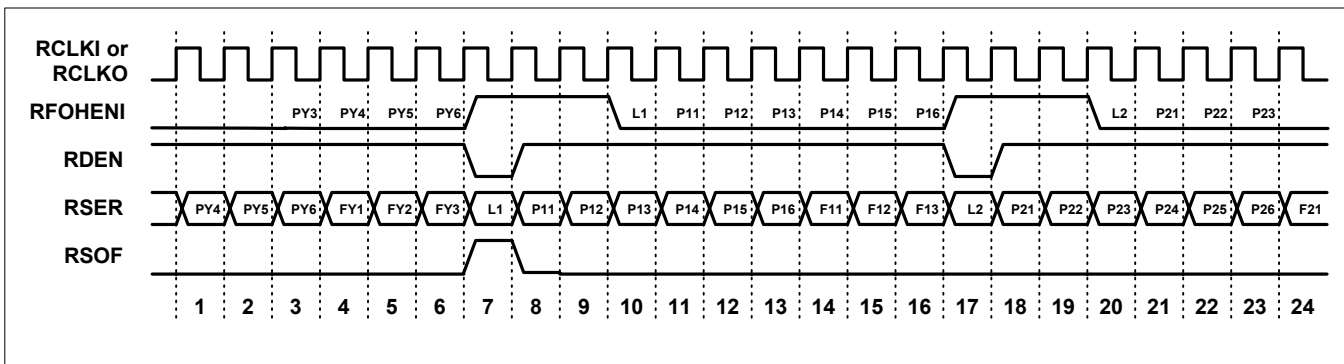 RCLKI or
RCLKO
RFOHENI PY3 PY4 PY5 PY6 L1 P11 P12 P13 P14 P15 P16 L2 P21 P22 P23
RDEN
RSER PY4 PY5 PY6 FY1 FY2 FY3 L1 P11 P12 P13 P14 P15 P16 F11 F12 F13 L2 P21 P22 P23 P24 P25 P26 F21
RSOF
1 2 3 4 5 6 7 8 9 10 11 12 13 14 15 16 17 18 19 20 21 22 23 24